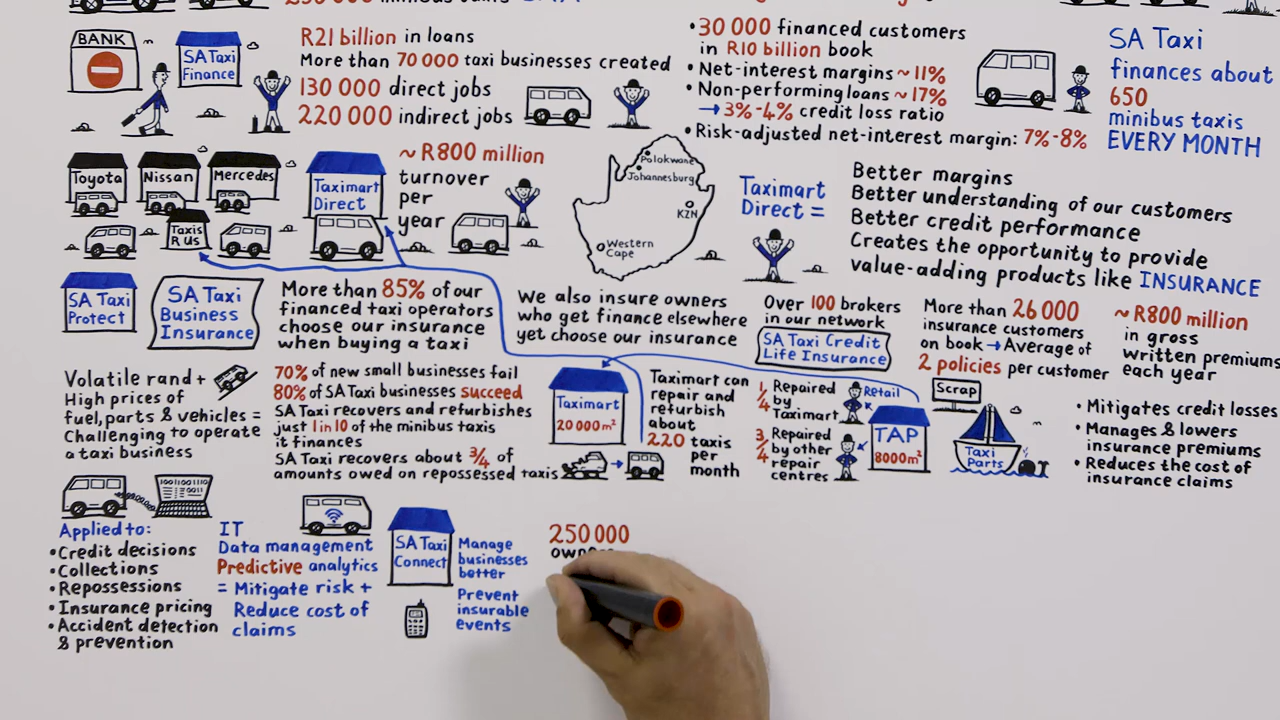 BANK
SA Taxi
Finance
R21 billion in loans
More than 70 000 taxi businesses created
130 000 direct jobs
220 000 indirect jobs
• 30 000 financed customers
in R10 billion book
• Net-interest margins ~ 11%
• Non-performing loans ~ 17%
→ 3%-4% credit loss ratio
• Risk-adjusted net-interest margin: 7%-8%
SA Taxi
finances about
650
minibus taxis
EVERY MONTH
Toyota
Nissan
Mercedes
Taxis
R Us
Taximart
Direct
~ R800 million
turnover
per
year
Polokwane
Johannesburg
KZN
Western
Cape
Taximart
Direct =
Better margins
Better understanding of our customers
Better credit performance
Creates the opportunity to provide
value-adding products like INSURANCE
SA Taxi
Protect
SA Taxi
Business
Insurance
More than 85% of our
financed taxi operators
choose our insurance
when buying a taxi
We also insure owners
who get finance elsewhere
yet choose our insurance
Over 100 brokers
in our network
SA Taxi Credit
Life Insurance
More than 26 000
insurance customers
on book → Average of
2 policies per customer
~ R800 million
in gross
written premiums
each year
Volatile rand +
High prices of
fuel, parts & vehicles =
Challenging to operate
a taxi business
70% of new small businesses fail
80% of SA Taxi businesses succeed
SA Taxi recovers and refurbishes
just 1 in 10 of the minibus taxis
it finances
SA Taxi recovers about 3/4 of
amounts owed on repossessed taxis
Taximart
20 000 m²
Taximart can
repair and
refurbish
about
220 taxis
per
month
1/4 Repaired
by
Taximart
3/4 Repaired
by other
repair
centres
Retail
TAP
8000m²
Scrap
Taxi
Parts
• Mitigates credit losses
• Manages & lowers
insurance premiums
• Reduces the cost of
insurance claims
Applied to:
• Credit decisions
• Collections
• Repossessions
• Insurance pricing
• Accident detection
& prevention
IT
Data management
Predictive analytics
= Mitigate risk +
Reduce cost of
claims
SA Taxi
Connect
Manage
businesses
better
Prevent
insurable
events
250 000